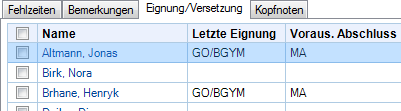 Fehlzeiten Bemerkungen Eignung/Versetzung Kopfnoten
Name Letzte Eignung Voraus. Abschluss
Altmann, Jonas GO/BGYM MA
Birk, Nora
Brhane, Henryk GO/BGYM MA